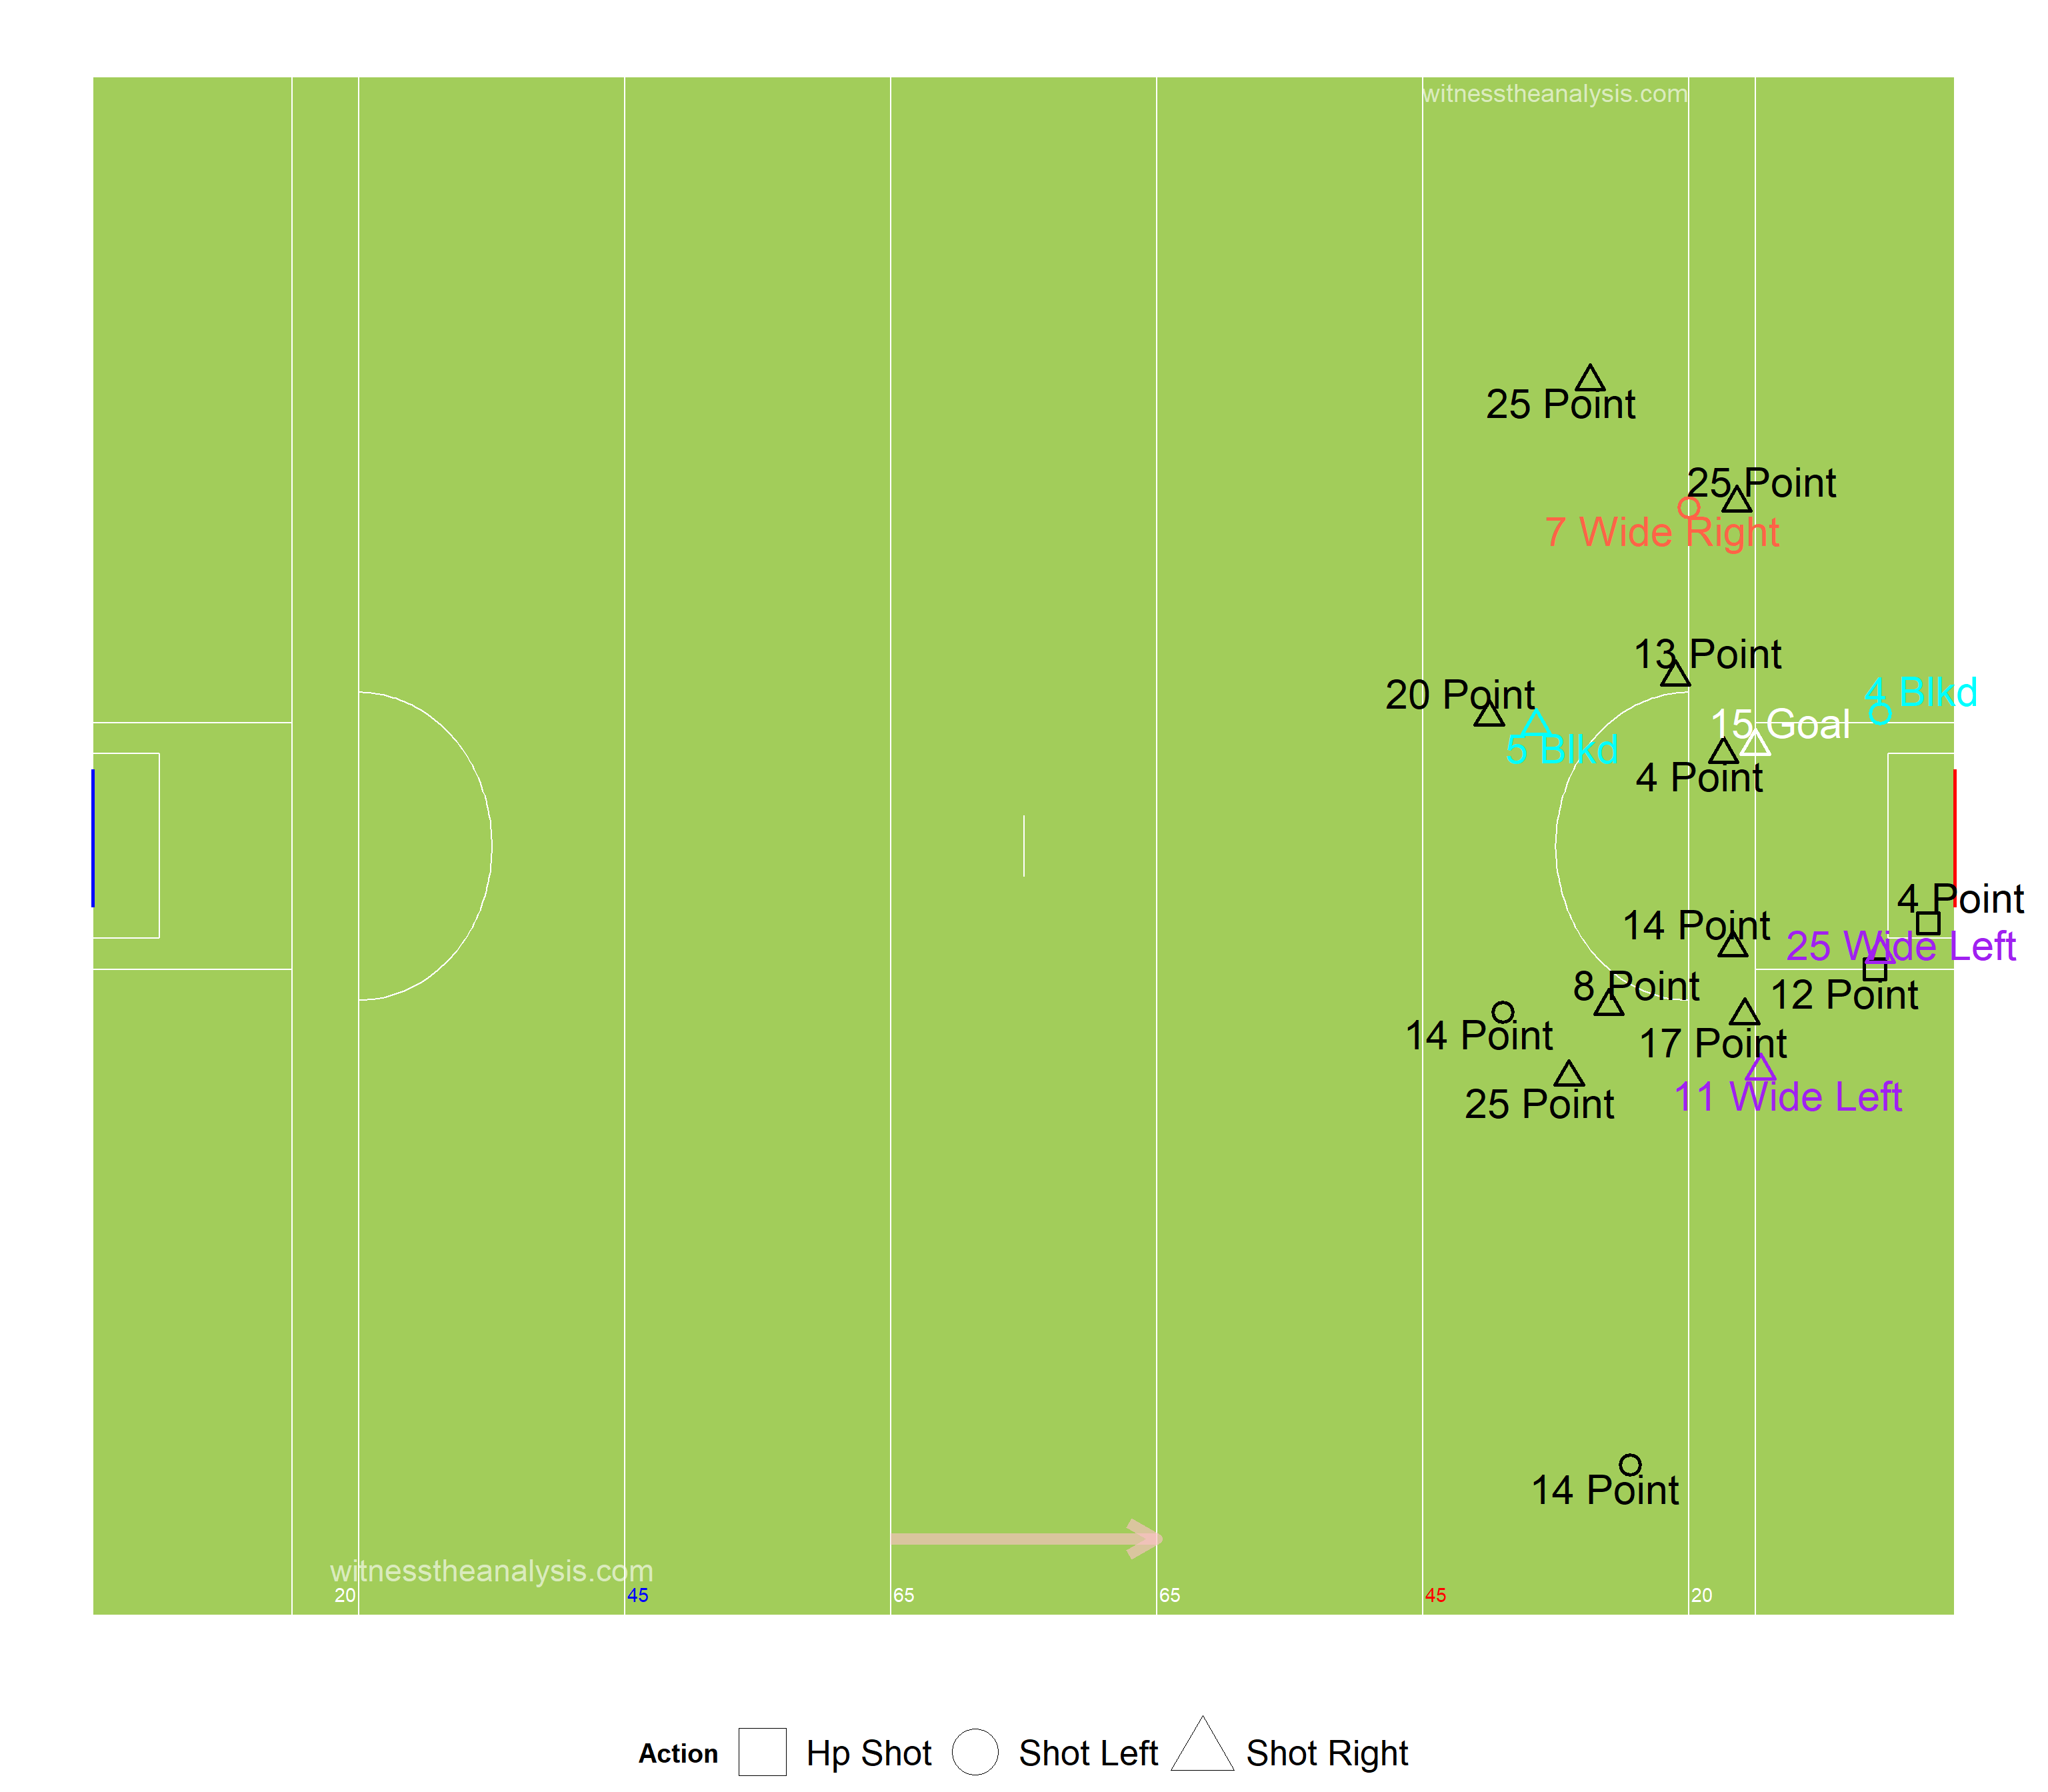 witnesstheanalysis.com
25 Point
25 Point
7 Wide Right
13 Point
20 Point
4 Blkd
15 Goal
5 Blkd
4 Point
4 Point
14 Point
25 Wide Left
8 Point
12 Point
14 Point
17 Point
25 Point
11 Wide Left
14 Point
witnesstheanalysis.com
20
45
65
65
45
20
Action
Hp Shot
Shot Left
Shot Right